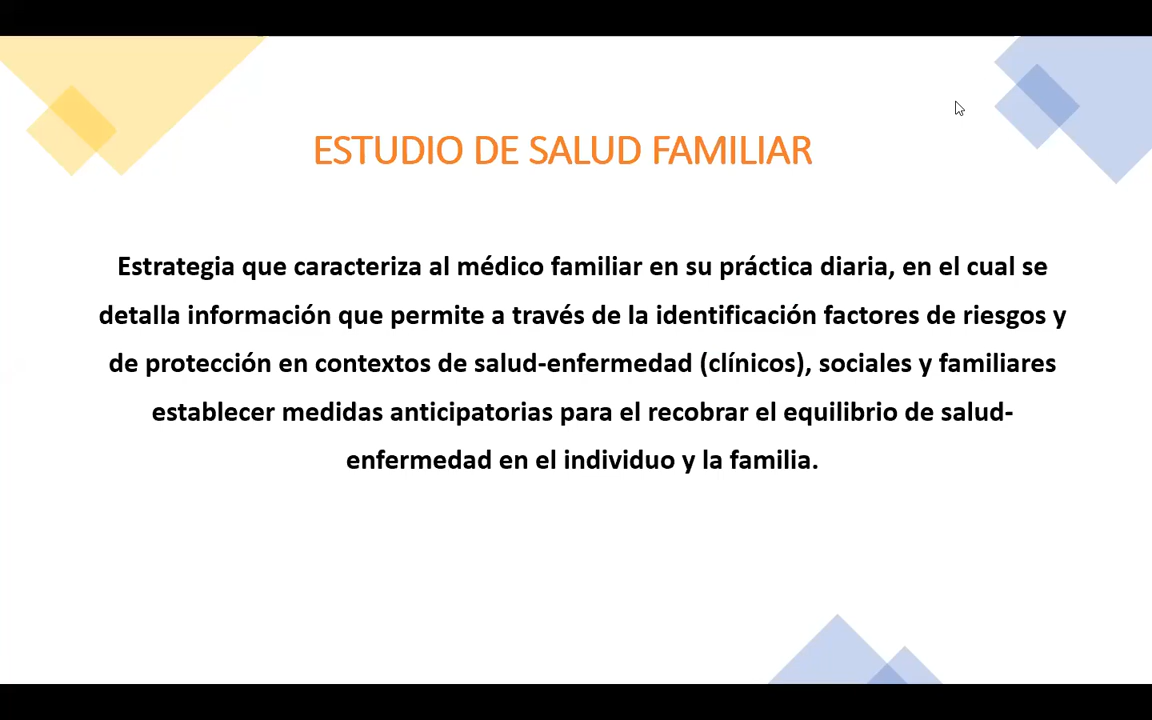 ESTUDIO DE SALUD FAMILIAR
Estrategia que caracteriza al médico familiar en su práctica diaria, en el cual se
detalla información que permite a través de la identificación factores de riesgos y
de protección en contextos de salud-enfermedad (clínicos), sociales y familiares
establecer medidas anticipatorias para el recobrar el equilibrio de salud-
enfermedad en el individuo y la familia.